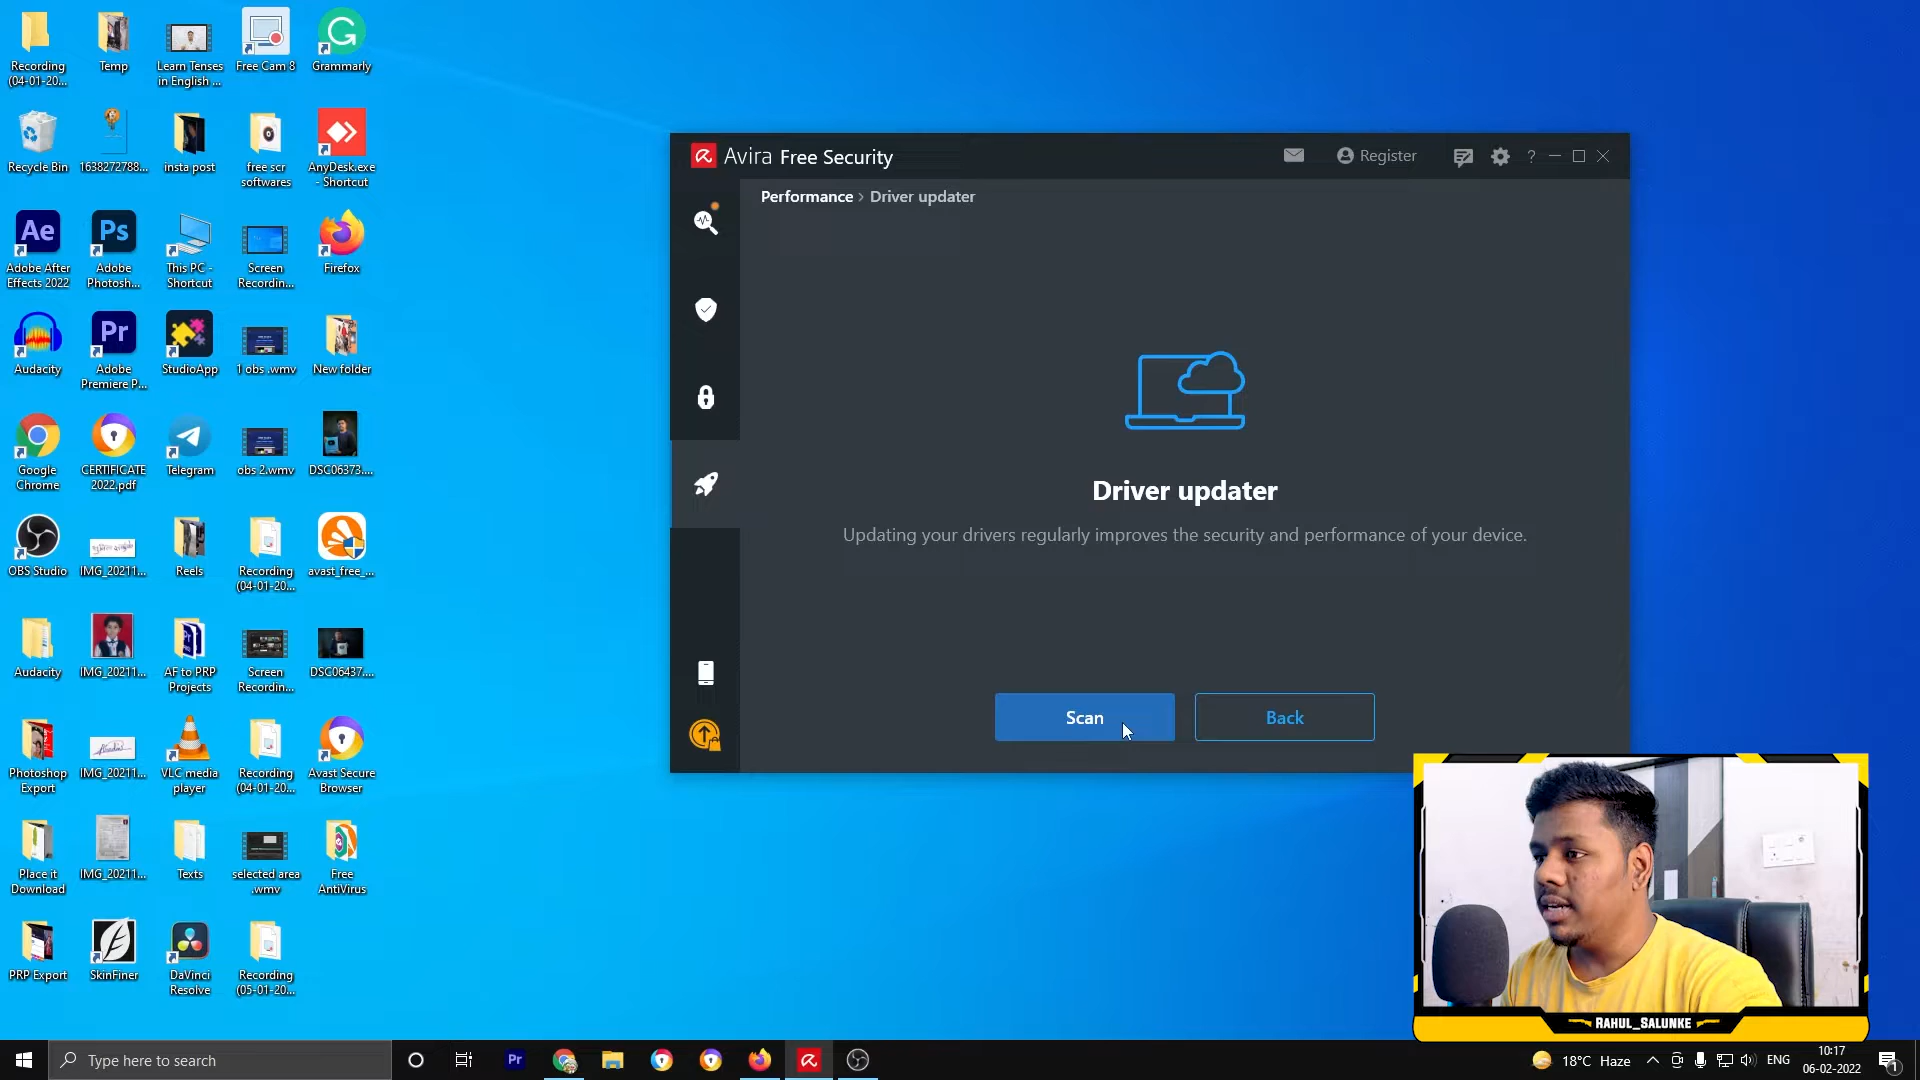 Recording
(04-01-20...
Temp
Learn Tenses
in English ...
Free Cam 8
Grammarly
Recycle Bin
1638272788...
insta post
free scr
softwares
AnyDesk.exe
- Shortcut
Ae
Adobe After
Effects 2022
Ps
Adobe
Photosh...
This PC -
Shortcut
Screen
Recordin...
Firefox
Audacity
Pr
Adobe
Premiere P...
StudioApp
1 obs .wmv
New folder
Google
Chrome
CERTIFICATE
2022.pdf
Telegram
obs 2.wmv
DSC06373....
OBS Studio
IMG_20211...
Reels
Recording
(04-01-20...
avast_free_...
Audacity
IMG_20211...
AF to PRP
Projects
Screen
Recordin...
DSC06437....
Photoshop
Export
IMG_20211...
VLC media
player
Recording
(04-01-20...
Avast Secure
Browser
Place it
Download
IMG_20211...
Texts
selected area
.wmv
Free
AntiVirus
PRP Export
SkinFiner
DaVinci
Resolve
Recording
(05-01-20...
Avira Free Security
Register
?
Performance › Driver updater
Driver updater
Updating your drivers regularly improves the security and performance of your device.
Scan
Back
RAHUL_SALUNKE
Type here to search
Pr
18°C Haze
ENG
10:17
06-02-2022
1